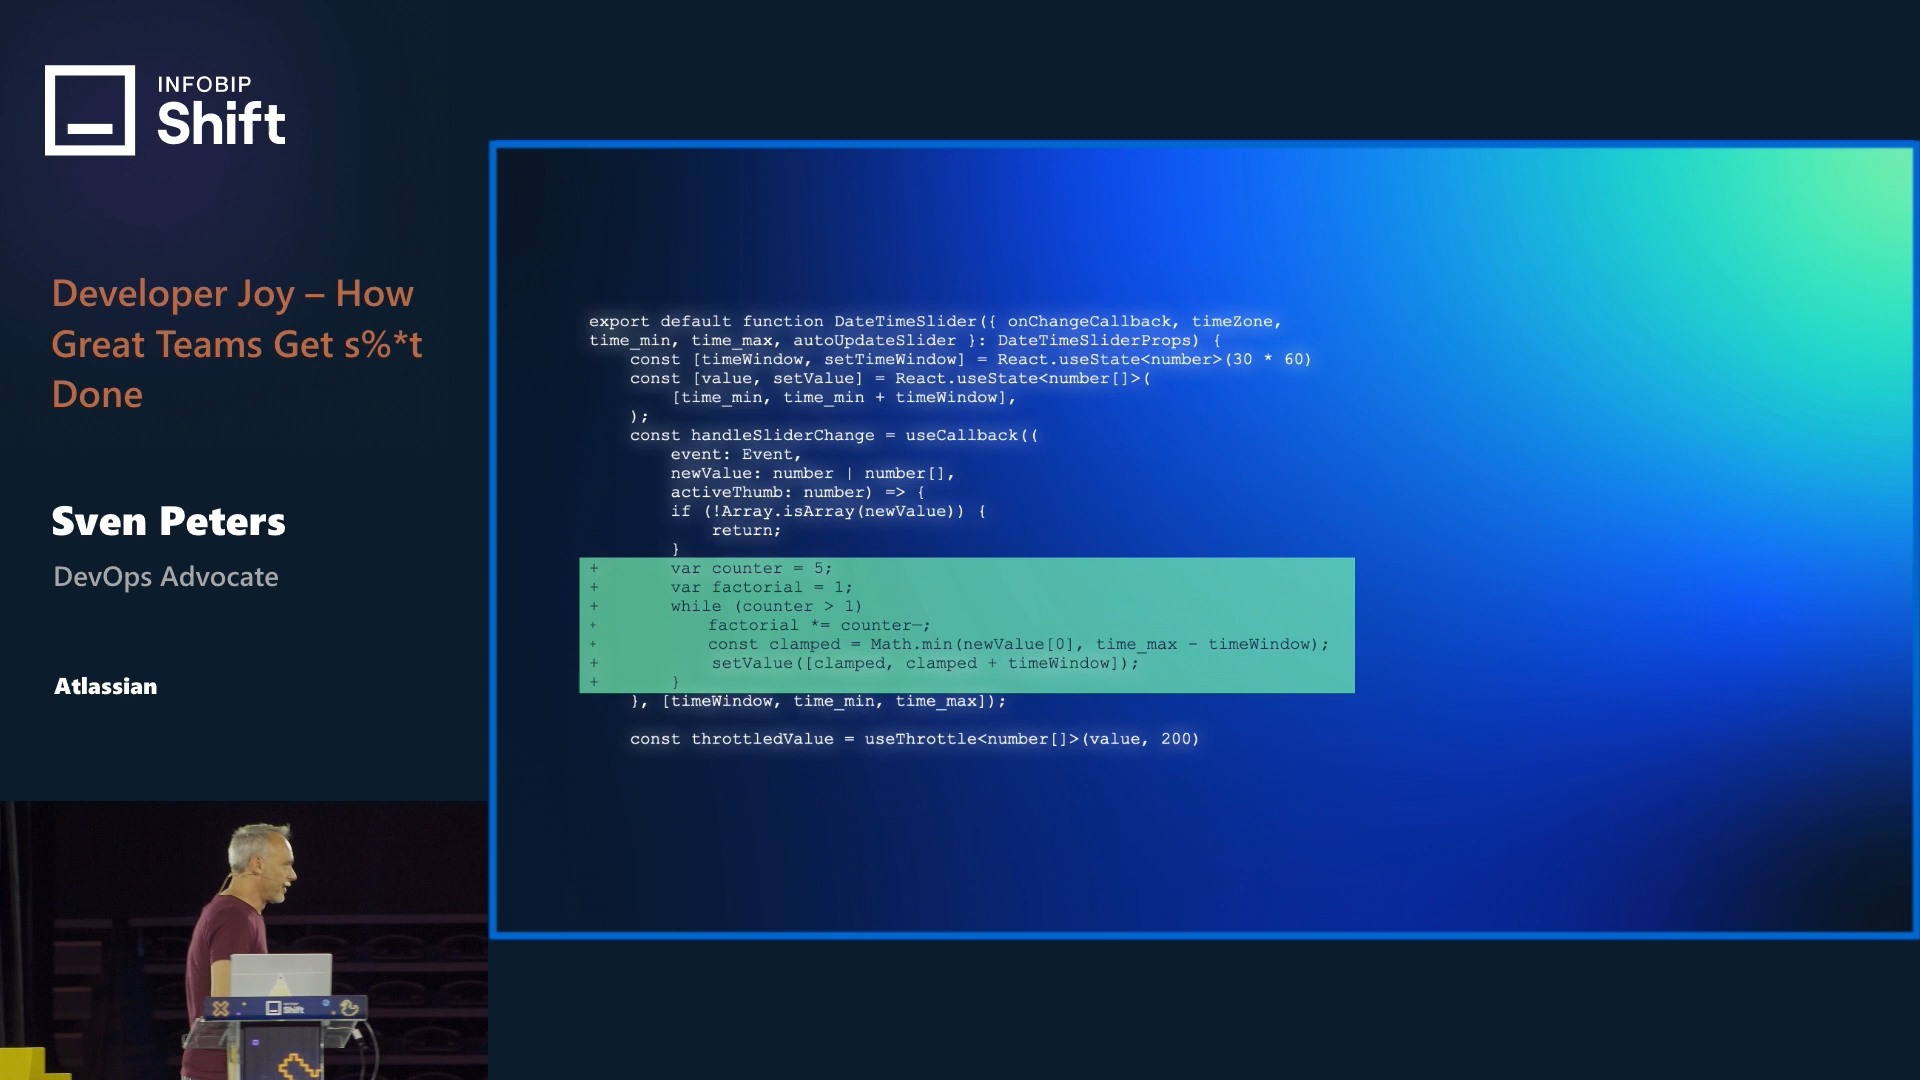 INFOBIP
Shift
Developer Joy – How
Great Teams Get s%*t
Done
Sven Peters
DevOps Advocate
Atlassian
export default function DateTimeSlider({ onChangeCallback, timeZone,
time_min, time_max, autoUpdateSlider }: DateTimeSliderProps) {
    const [timeWindow, setTimeWindow] = React.useState<number>(30 * 60)
    const [value, setValue] = React.useState<number[]>(
        [time_min, time_min + timeWindow],
    );
    const handleSliderChange = useCallback((
        event: Event,
        newValue: number | number[],
        activeThumb: number) => {
        if (!Array.isArray(newValue)) {
            return;
        }
+       var counter = 5;
+       var factorial = 1;
+       while (counter > 1)
+           factorial *= counter—;
+           const clamped = Math.min(newValue[0], time_max - timeWindow);
+           setValue([clamped, clamped + timeWindow]);
+       }
    }, [timeWindow, time_min, time_max]);
    const throttledValue = useThrottle<number[]>(value, 200)
Shift